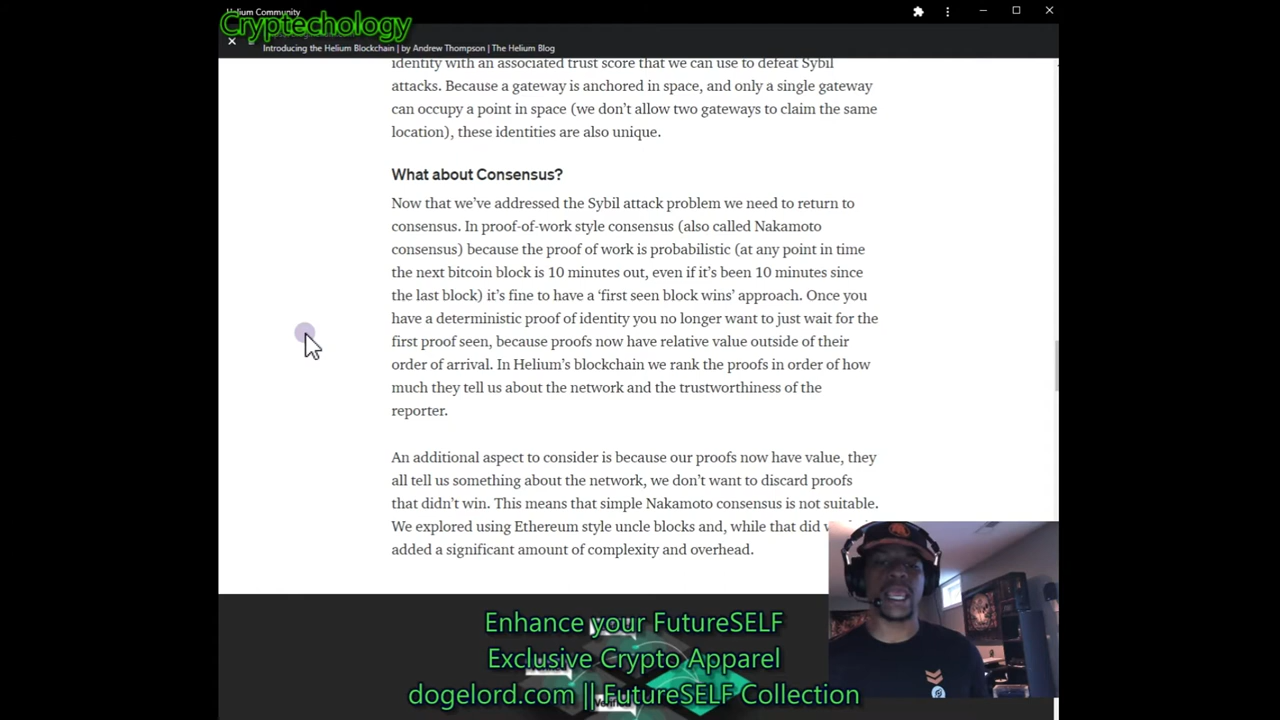 Helium Community
Cryptechology
Introducing the Helium Blockchain | by Andrew Thompson | The Helium Blog
identity with an associated trust score that we can use to defeat Sybil
attacks. Because a gateway is anchored in space, and only a single gateway
can occupy a point in space (we don’t allow two gateways to claim the same
location), these identities are also unique.
What about Consensus?
Now that we’ve addressed the Sybil attack problem we need to return to
consensus. In proof-of-work style consensus (also called Nakamoto
consensus) because the proof of work is probabilistic (at any point in time
the next bitcoin block is 10 minutes out, even if it’s been 10 minutes since
the last block) it’s fine to have a ‘first seen block wins’ approach. Once you
have a deterministic proof of identity you no longer want to just wait for the
first proof seen, because proofs now have relative value outside of their
order of arrival. In Helium’s blockchain we rank the proofs in order of how
much they tell us about the network and the trustworthiness of the
reporter.
An additional aspect to consider is because our proofs now have value, they
all tell us something about the network, we don’t want to discard proofs
that didn’t win. This means that simple Nakamoto consensus is not suitable.
We explored using Ethereum style uncle blocks and, while that did
added a significant amount of complexity and overhead.
Enhance your FutureSELF
Exclusive Crypto Apparel
dogelord.com || FutureSELF Collection